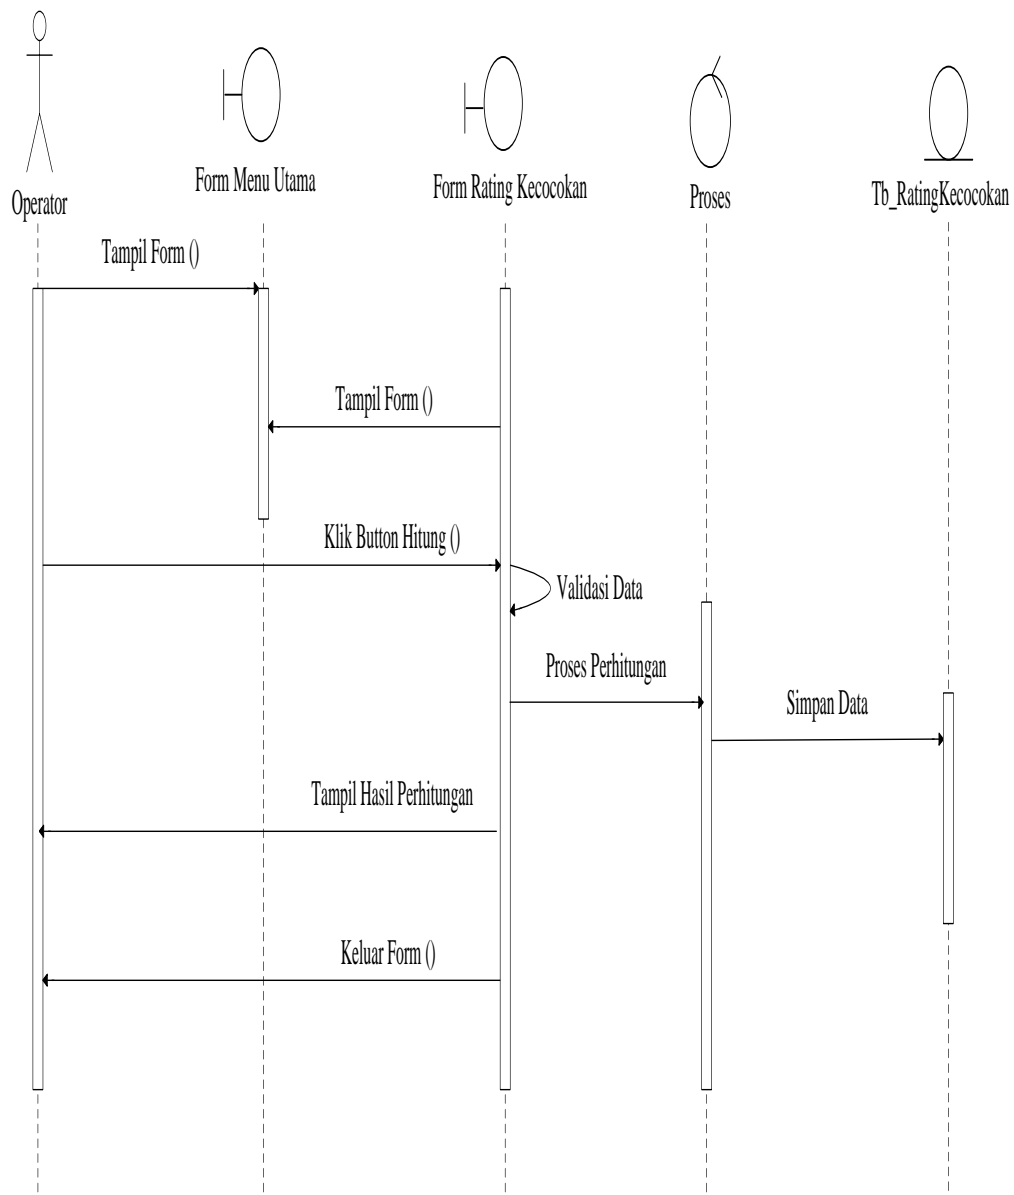 Operator
Form Menu Utama
Form Rating Kecocokan
Proses
Tb_RatingKecocokan
Tampil Form ()
Tampil Form ()
Klik Button Hitung ()
Validasi Data
Proses Perhitungan
Simpan Data
Tampil Hasil Perhitungan
Keluar Form ()